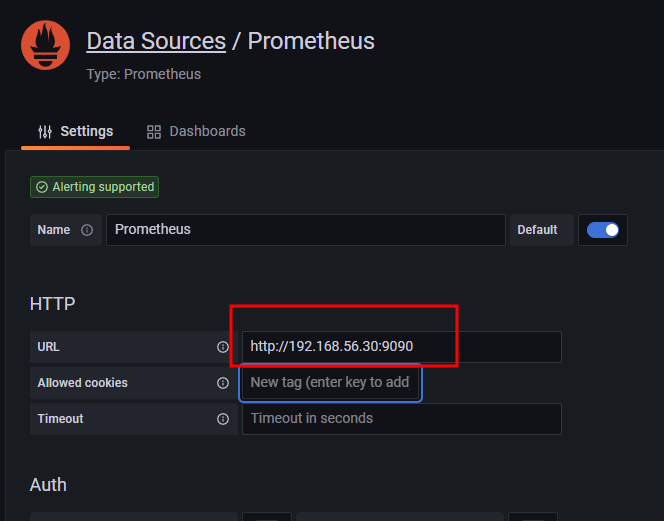 Data Sources / Prometheus
Type: Prometheus
Settings Dashboards
Alerting supported
Name Prometheus Default
HTTP
URL http://192.168.56.30:9090
Allowed cookies New tag (enter key to add
Timeout Timeout in seconds
Auth